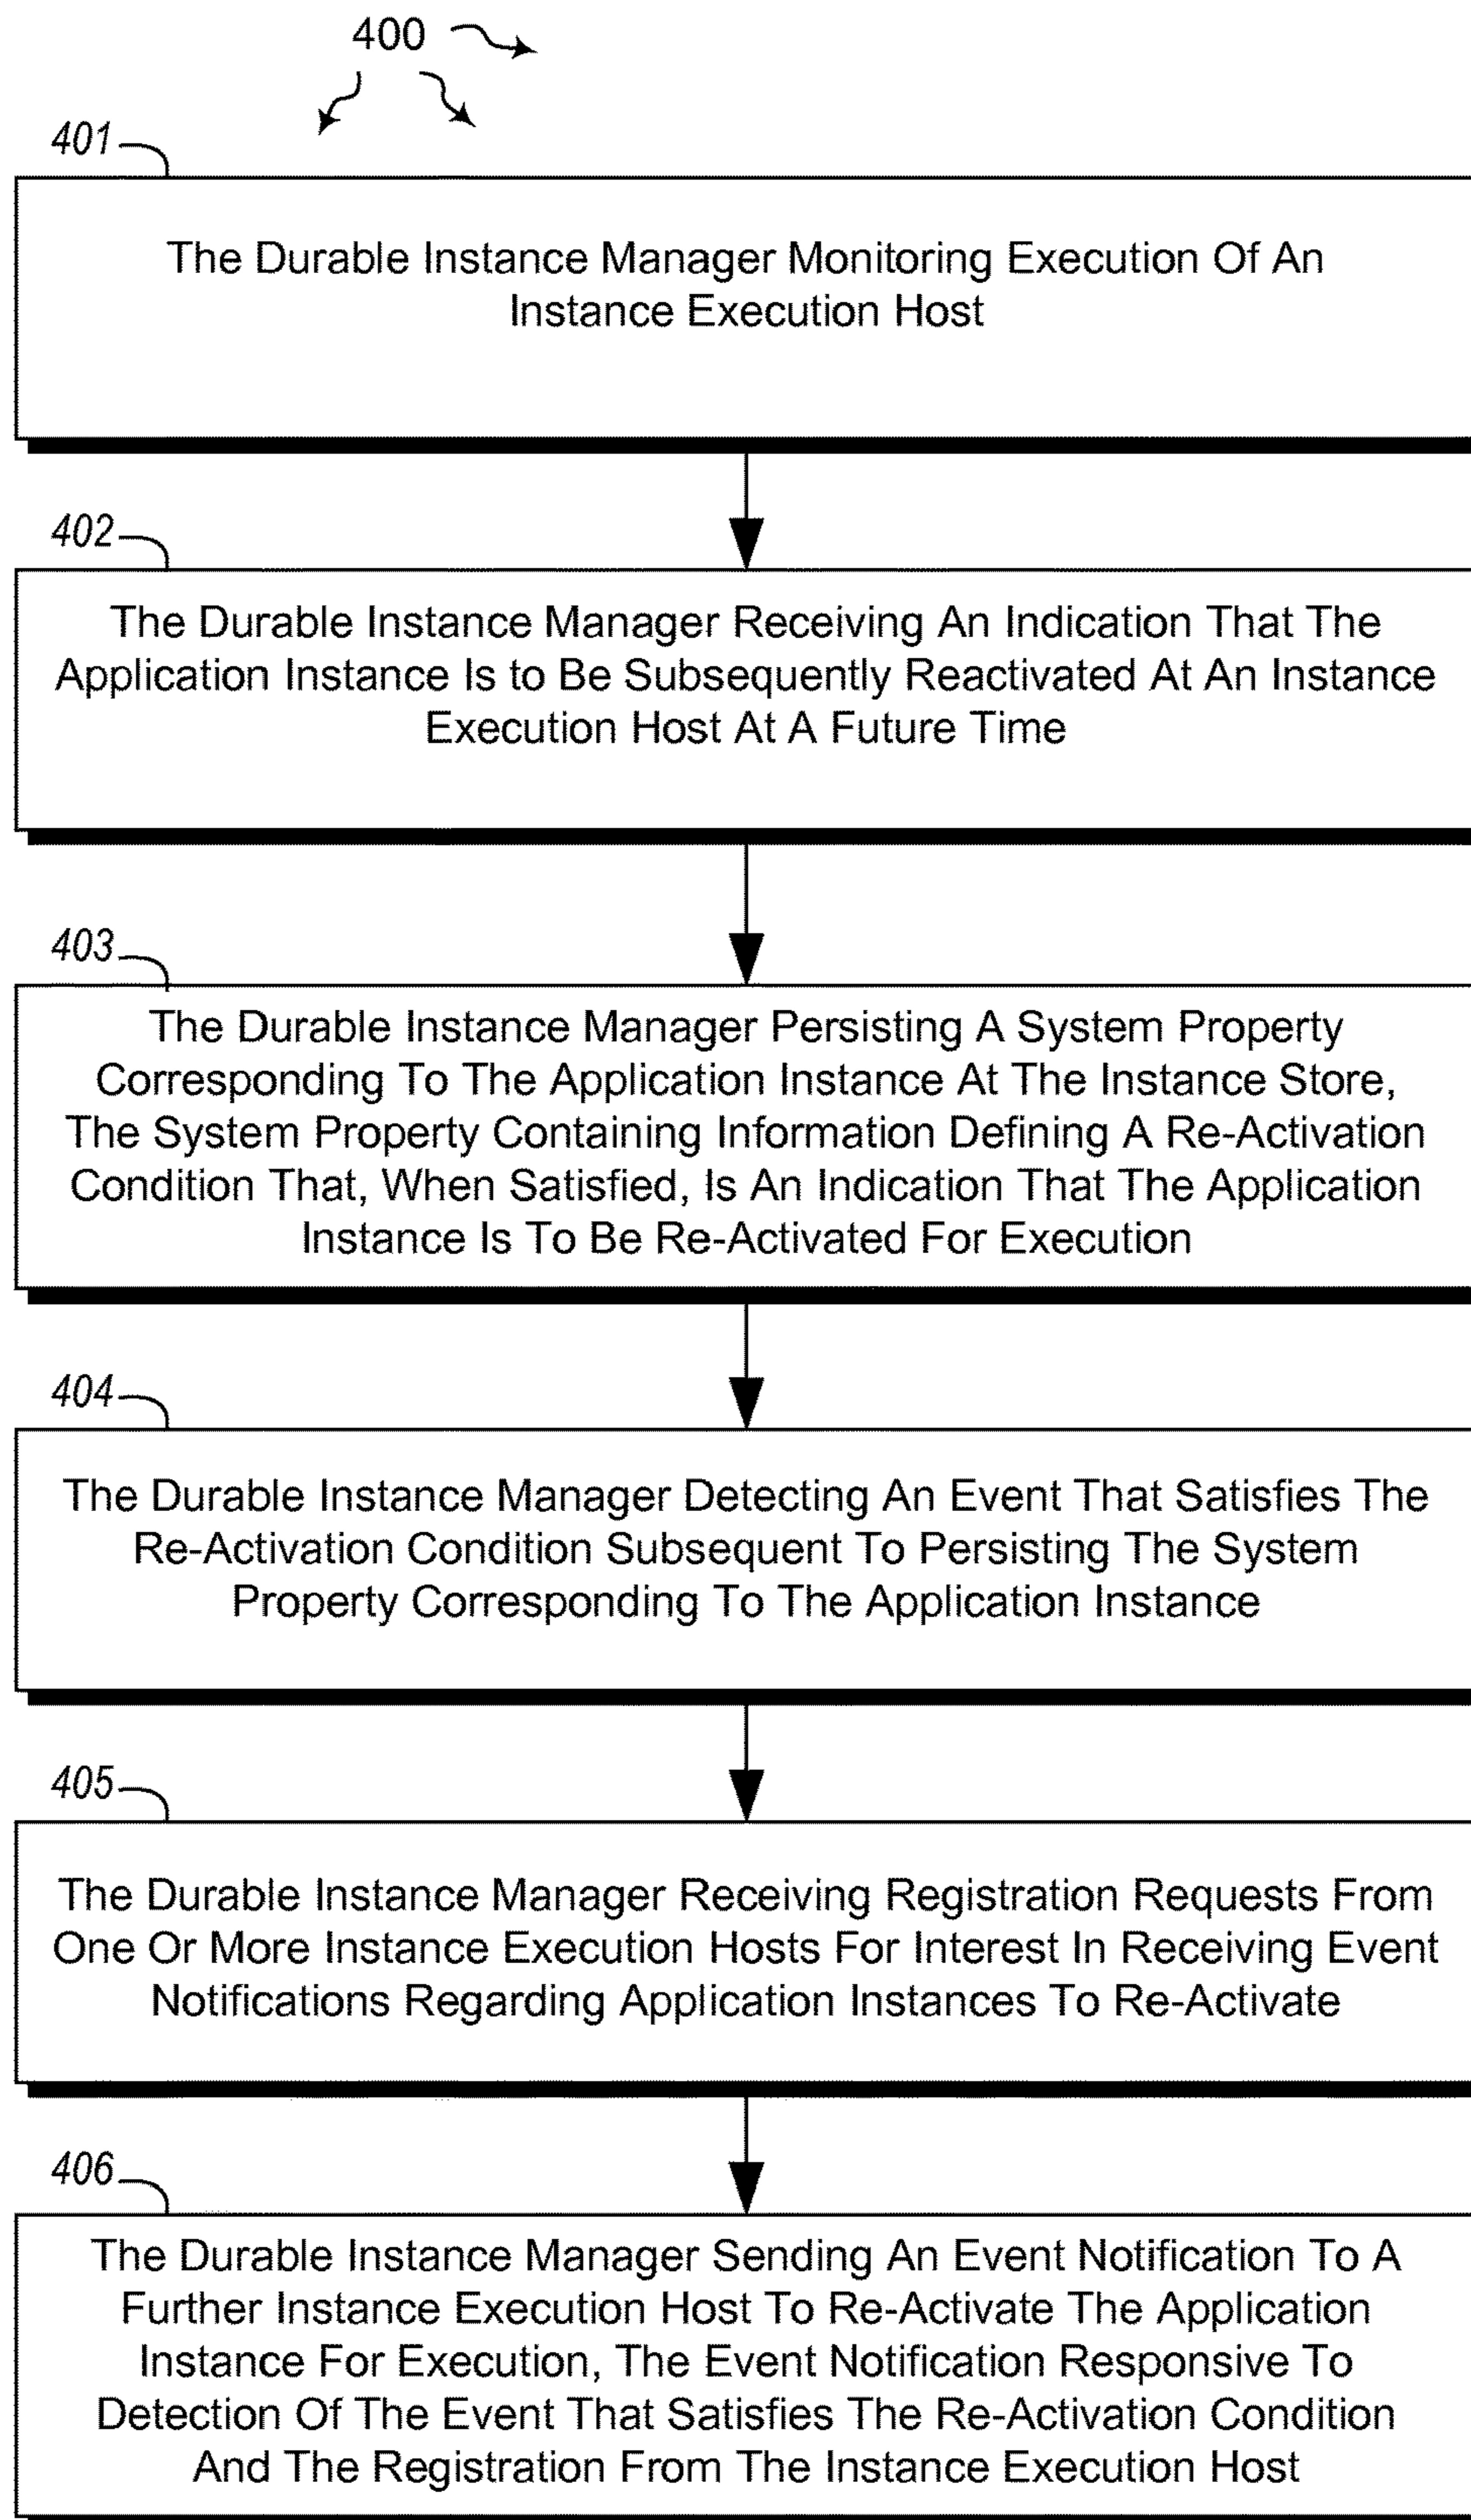 400
401
The Durable Instance Manager Monitoring Execution Of An
Instance Execution Host
402
The Durable Instance Manager Receiving An Indication That The
Application Instance Is to Be Subsequently Reactivated At An Instance
Execution Host At A Future Time
403
The Durable Instance Manager Persisting A System Property
Corresponding To The Application Instance At The Instance Store,
The System Property Containing Information Defining A Re-Activation
Condition That, When Satisfied, Is An Indication That The Application
Instance Is To Be Re-Activated For Execution
404
The Durable Instance Manager Detecting An Event That Satisfies The
Re-Activation Condition Subsequent To Persisting The System
Property Corresponding To The Application Instance
405
The Durable Instance Manager Receiving Registration Requests From
One Or More Instance Execution Hosts For Interest In Receiving Event
Notifications Regarding Application Instances To Re-Activate
406
The Durable Instance Manager Sending An Event Notification To A
Further Instance Execution Host To Re-Activate The Application
Instance For Execution, The Event Notification Responsive To
Detection Of The Event That Satisfies The Re-Activation Condition
And The Registration From The Instance Execution Host